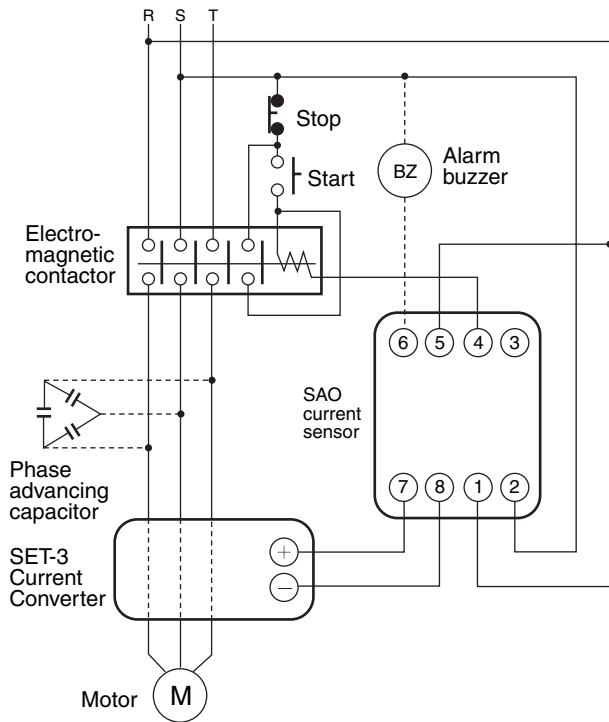 R S T
Stop
Start
BZ
Alarm
buzzer
Electro-
magnetic
contactor
6 5 4 3
SAO
current
sensor
7 8 1 2
Phase
advancing
capacitor
SET-3
Current
Converter
+
−
Motor
M